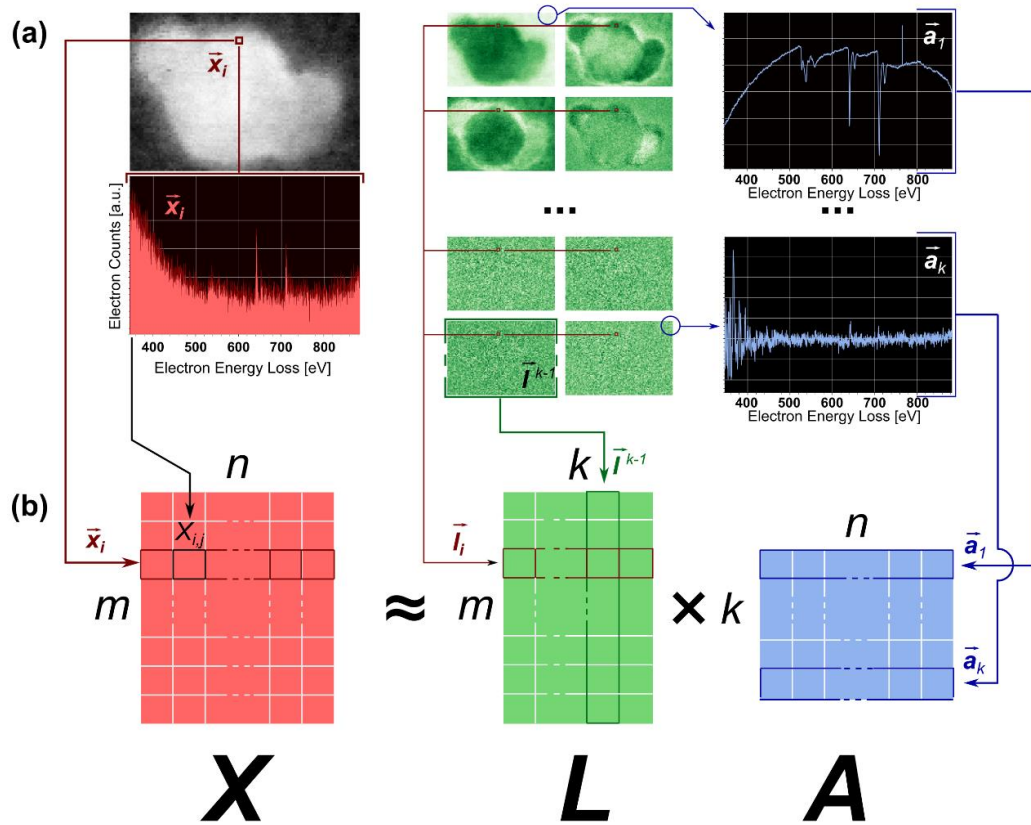 (a)
x⃗i
a⃗1
400 500 600 700 800
Electron Energy Loss [eV]
Electron Counts [a.u.]
x⃗i
400 500 600 700 800
Electron Energy Loss [eV]
... ...
a⃗k
400 500 600 700 800
Electron Energy Loss [eV]
l⃗k-1
n
k
l⃗k-1
(b)
x⃗i
Xi,j
l⃗i
n
a⃗1
m ≈ m × k
a⃗k
X L A